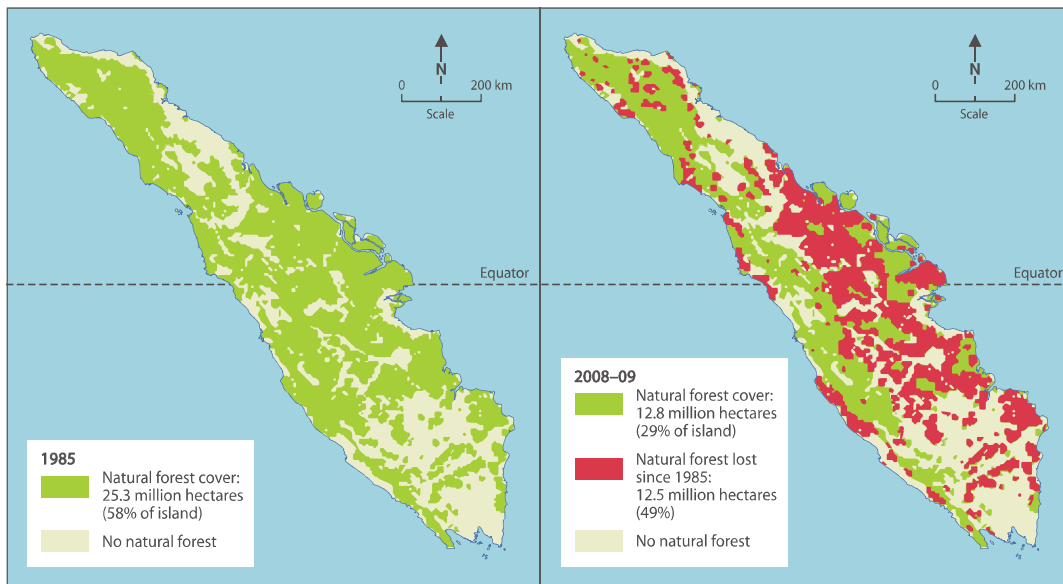 N
0 200 km
Scale
Equator
1985
Natural forest cover:
25.3 million hectares
(58% of island)
No natural forest
N
0 200 km
Scale
Equator
2008–09
Natural forest cover:
12.8 million hectares
(29% of island)
Natural forest lost
since 1985:
12.5 million hectares
(49%)
No natural forest